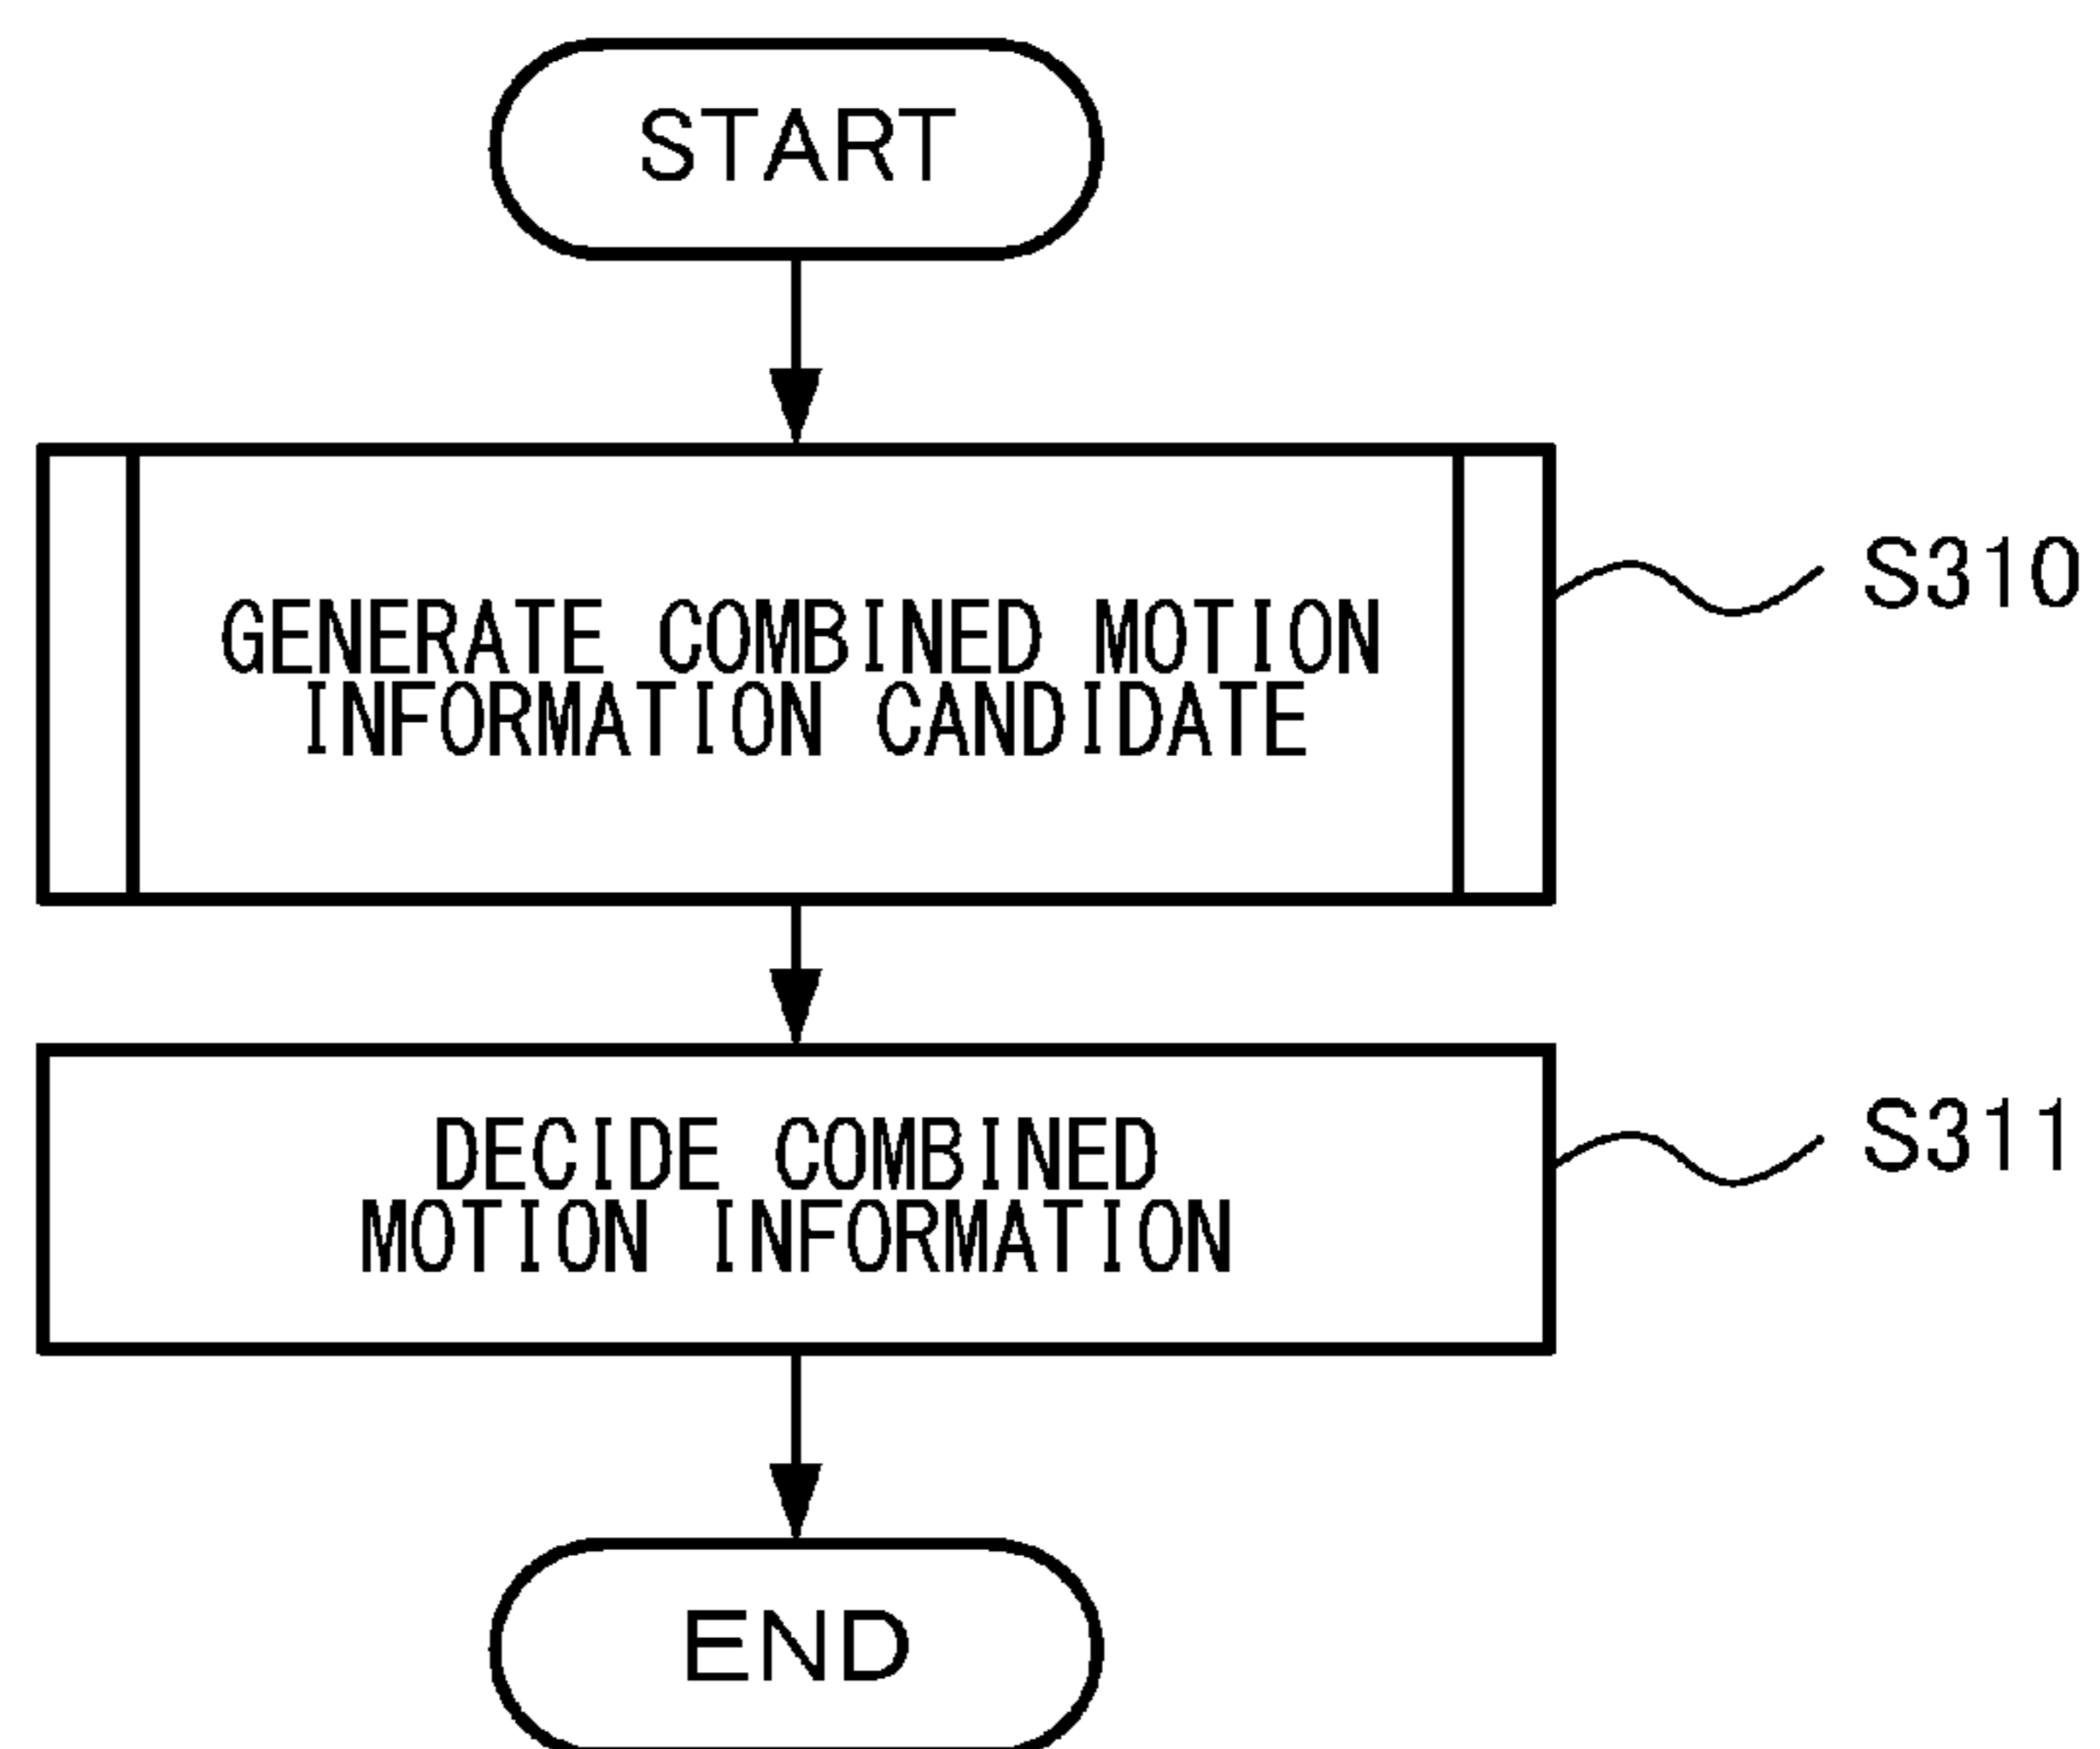 START
GENERATE COMBINED MOTION
INFORMATION CANDIDATE
S310
DECIDE COMBINED
MOTION INFORMATION
S311
END